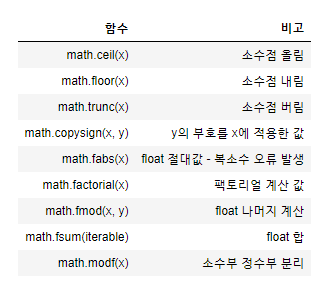 함수 비고
math.ceil(x) 소수점 올림
math.floor(x) 소수점 내림
math.trunc(x) 소수점 버림
math.copysign(x, y) y의 부호를 x에 적용한 값
math.fabs(x) float 절대값 - 복소수 오류 발생
math.factorial(x) 팩토리얼 계산 값
math.fmod(x, y) float 나머지 계산
math.fsum(iterable) float 합
math.modf(x) 소수부 정수부 분리